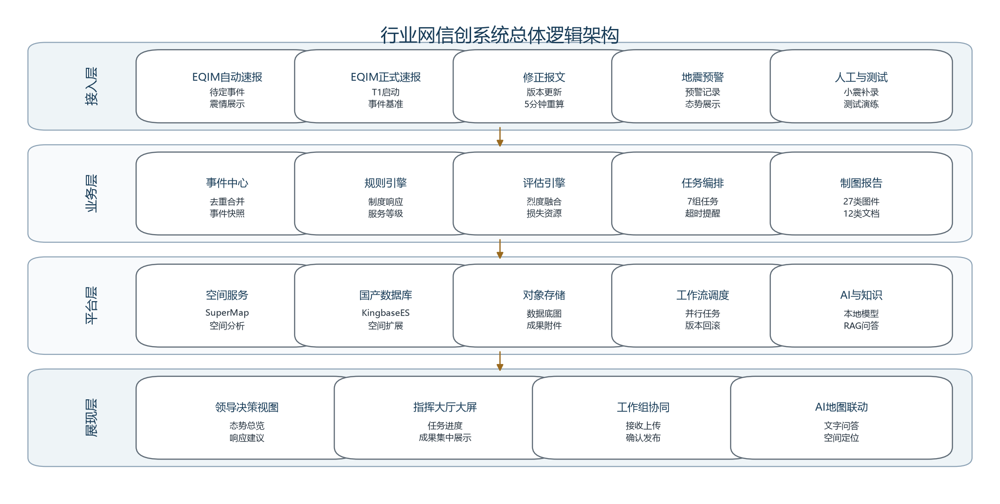 行业网信创系统总体逻辑架构
接入层
EQIM自动速报
待定事件
震情展示
EQIM正式速报
T1启动
事件基准
修正报文
版本更新
5分钟重算
地震预警
预警记录
态势展示
人工与测试
小震补录
测试演练
业务层
事件中心
去重合并
事件快照
规则引擎
制度响应
服务等级
评估引擎
烈度融合
损失资源
任务编排
7组任务
超时提醒
制图报告
27类图件
12类文档
平台层
空间服务
SuperMap
空间分析
国产数据库
KingbaseES
空间扩展
对象存储
数据底图
成果附件
工作流调度
并行任务
版本回滚
AI与知识
本地模型
RAG问答
展现层
领导决策视图
态势总览
响应建议
指挥大厅大屏
任务进度
成果集中展示
工作组协同
接收上传
确认发布
AI地图联动
文字问答
空间定位